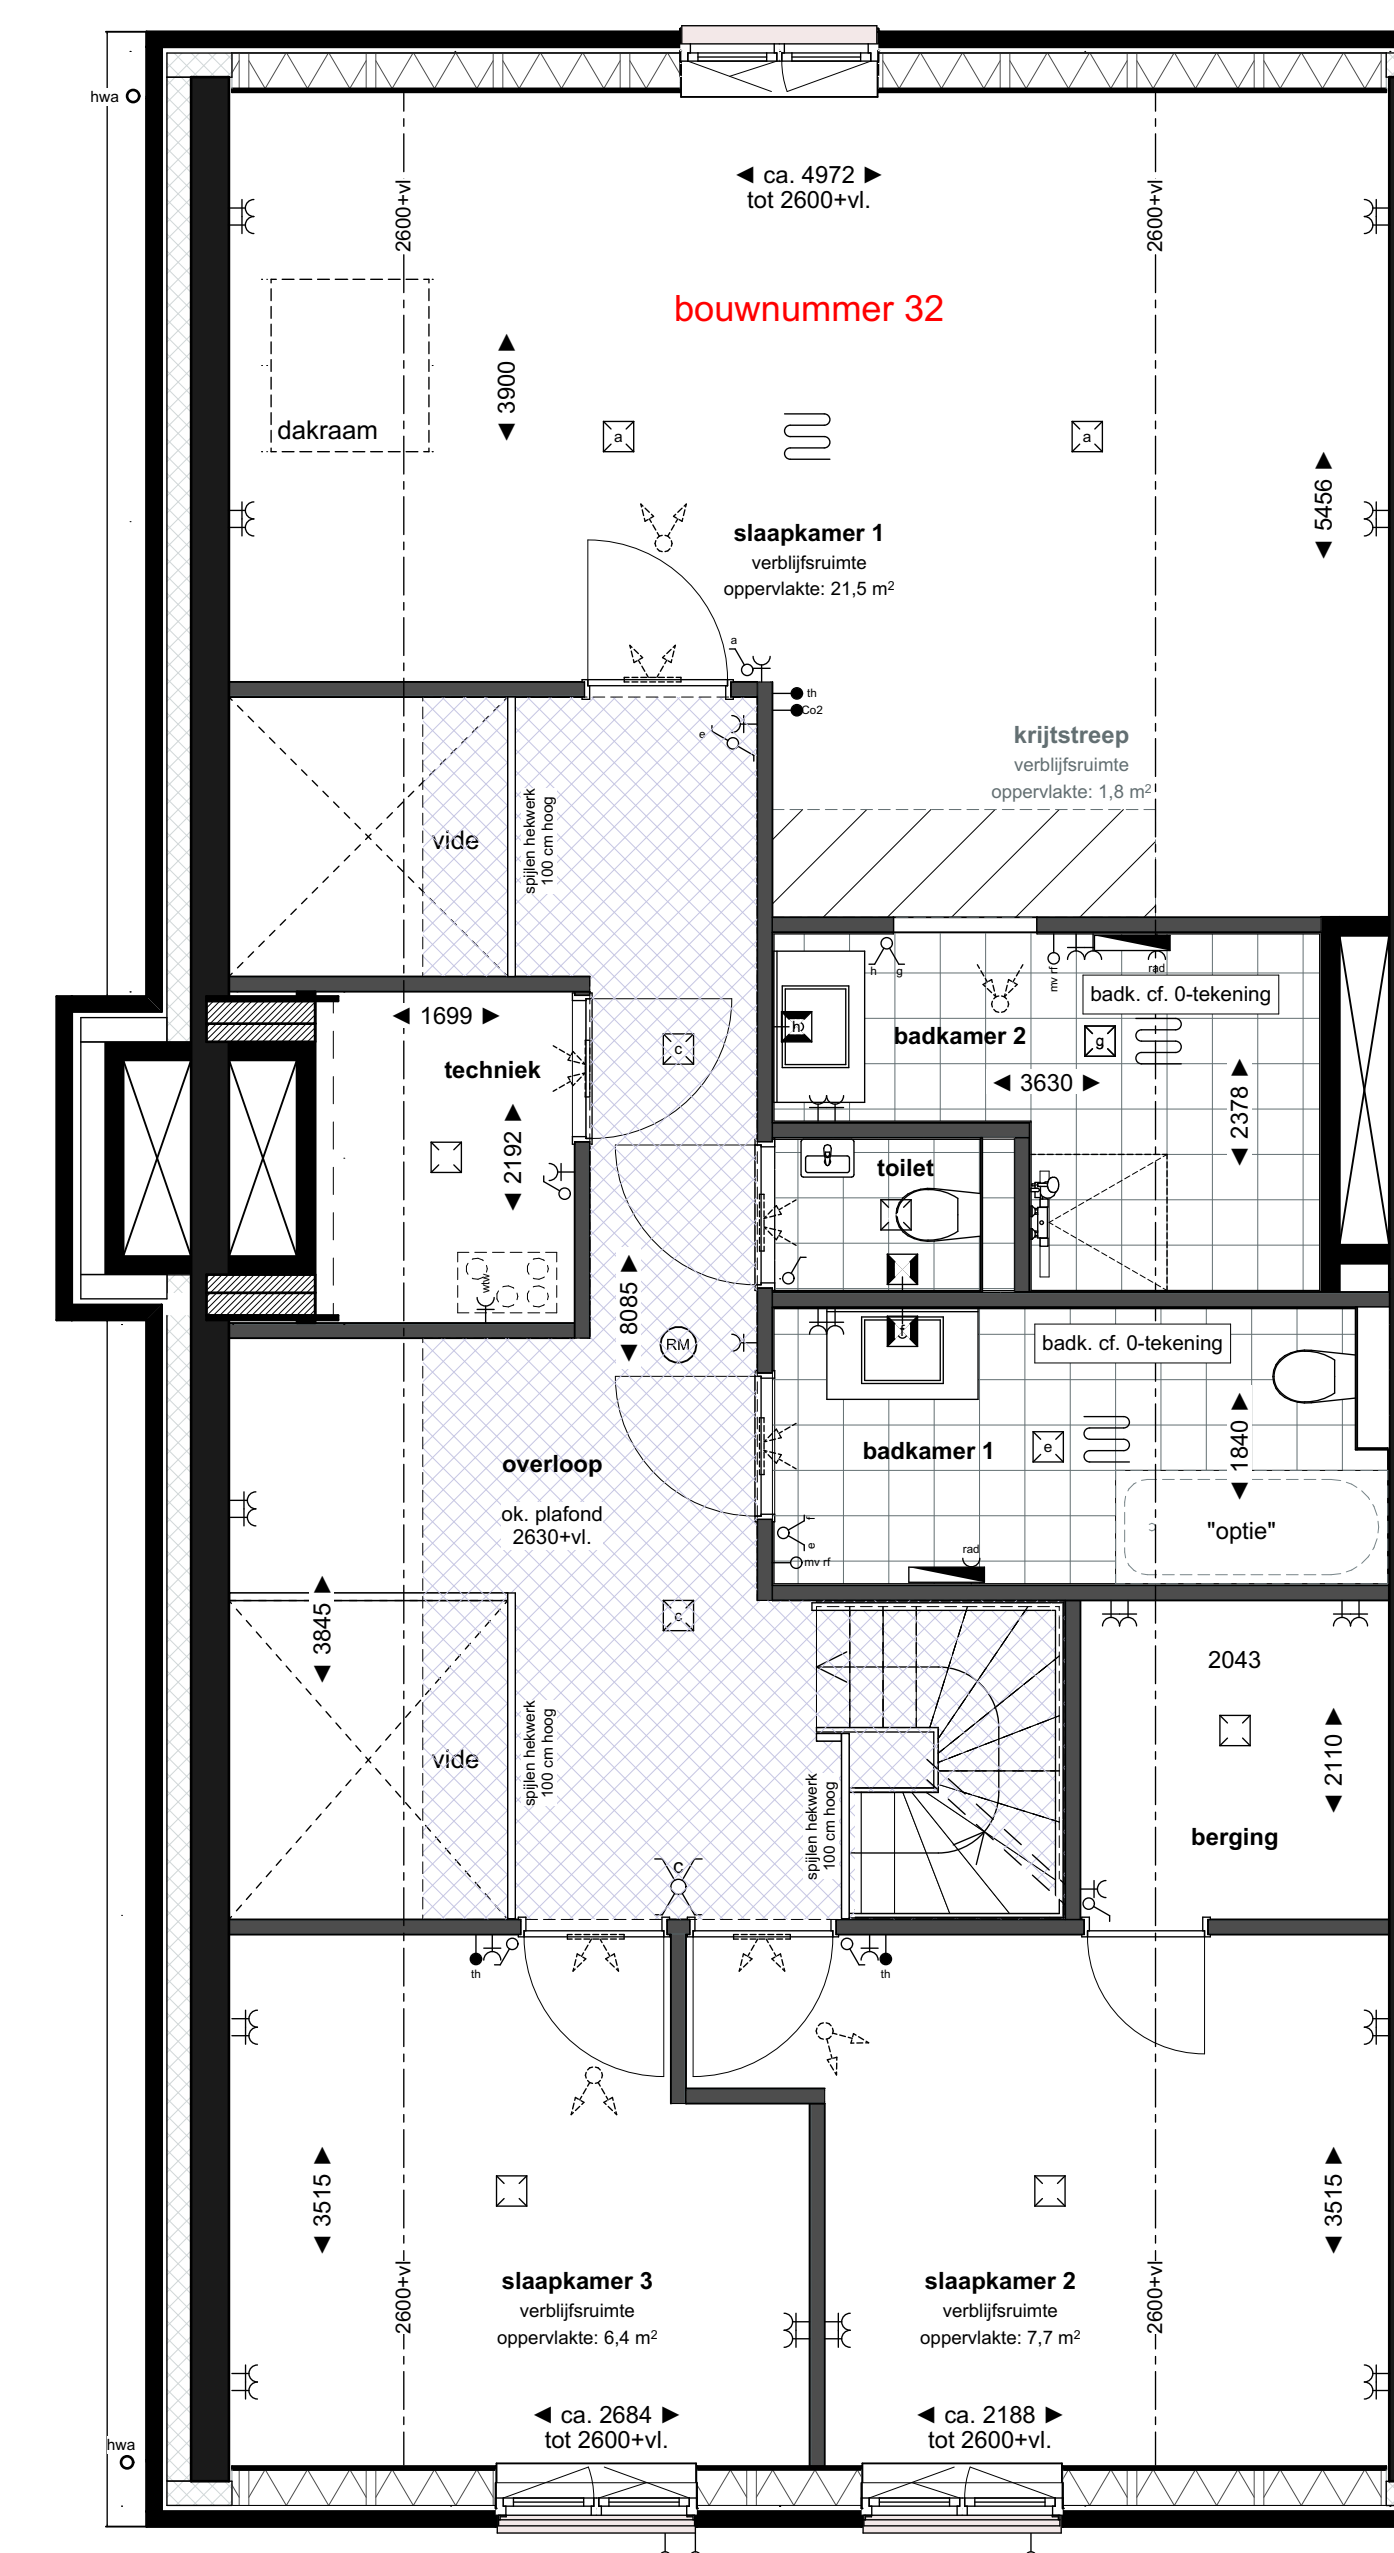 hwa
◄ ca. 4972 ►
tot 2600+vl.
2600+vl
2600+vl
bouwnummer 32
◄ 3900 ►
dakraam
a
a
◄ 5456 ►
slaapkamer 1
verblijfsruimte
oppervlakte: 21,5 m²
a
th
Co2
e
krijtstreep
verblijfsruimte
oppervlakte: 1,8 m²
vide
spijlen hekwerk
100 cm hoog
h g
mv rf
rad
badk. cf. 0-tekening
◄ 1699 ►
techniek
c
h
badkamer 2
g
◄ 3630 ►
◄ 2378 ►
◄ 2192 ►
toilet
wtw
◄ 8085 ►
RM
f
badk. cf. 0-tekening
◄ 1840 ►
badkamer 1
e
overloop
ok. plafond
2630+vl.
"optie"
f
e
mv rf
rad
◄ 3845 ►
c
2043
◄ 2110 ►
vide
spijlen hekwerk
100 cm hoog
spijlen hekwerk
100 cm hoog
berging
c
th
th
◄ 3515 ►
◄ 3515 ►
slaapkamer 3
verblijfsruimte
oppervlakte: 6,4 m²
slaapkamer 2
verblijfsruimte
oppervlakte: 7,7 m²
2600+vl
2600+vl
◄ ca. 2684 ►
tot 2600+vl.
◄ ca. 2188 ►
tot 2600+vl.
hwa